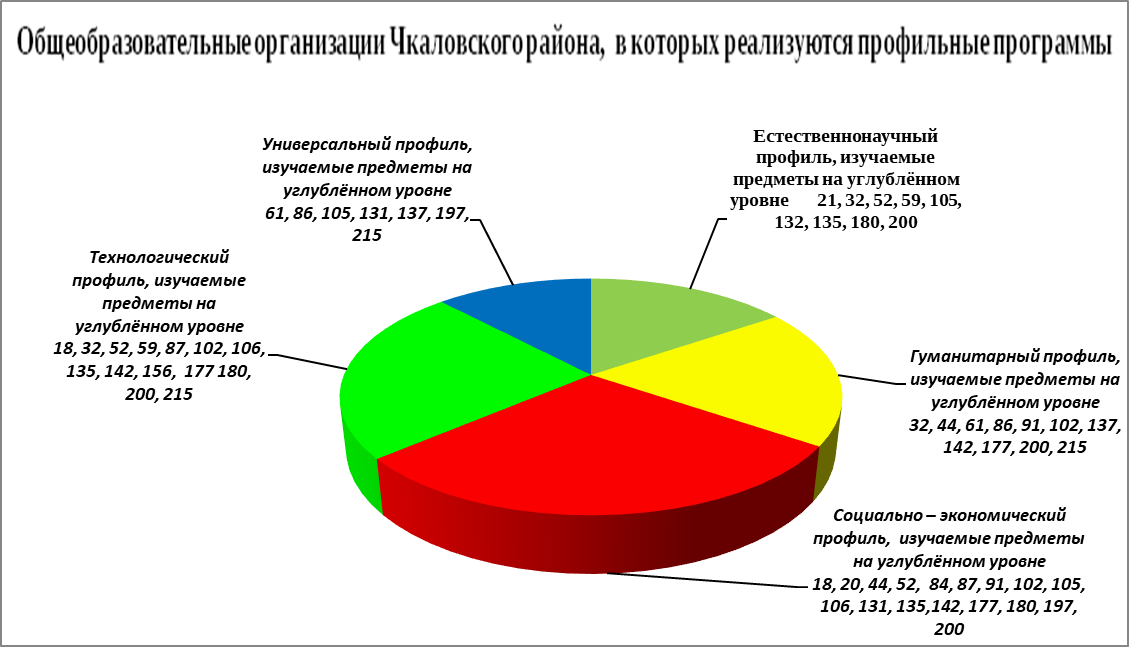 Общеобразовательные организации Чкаловского района, в которых реализуются профильные программы
Универсальный профиль,
изучаемые предметы на
углублённом уровне
61, 86, 105, 131, 137, 197,
215
Естественнонаучный
профиль, изучаемые
предметы на углублённом
уровне 21, 32, 52, 59, 105,
132, 135, 180, 200
Технологический
профиль, изучаемые
предметы на
углублённом уровне
18, 32, 52, 59, 87, 102, 106,
135, 142, 156, 177 180,
200, 215
Гуманитарный профиль,
изучаемые предметы на
углублённом уровне
32, 44, 61, 86, 91, 102, 137,
142, 177, 200, 215
Социально – экономический
профиль, изучаемые предметы
на углублённом уровне
18, 20, 44, 52, 84, 87, 91, 102, 105,
106, 131, 135,142, 177, 180, 197,
200